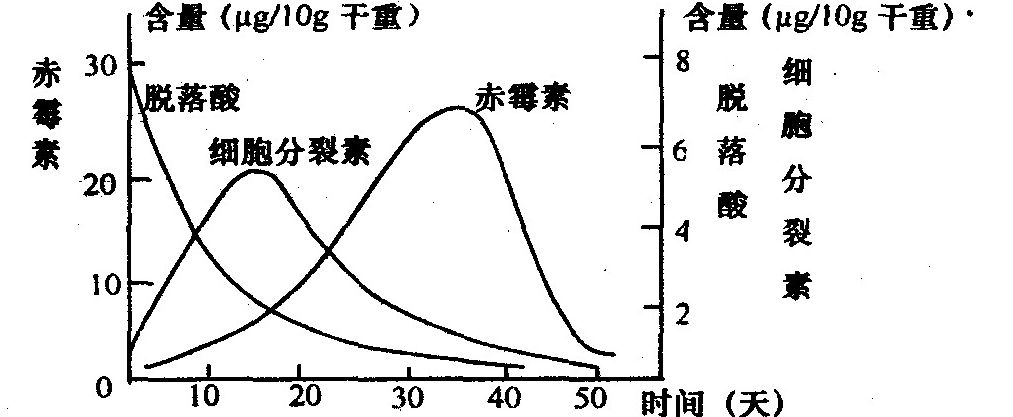 含量（μg/10g 干重）
含量（μg/10g 干重）·
赤霉素
脱落酸
细胞分裂素
赤霉素
脱落酸
细胞分裂素
30
20
10
0
8
6
4
2
10
20
30
40
50
时间（天）